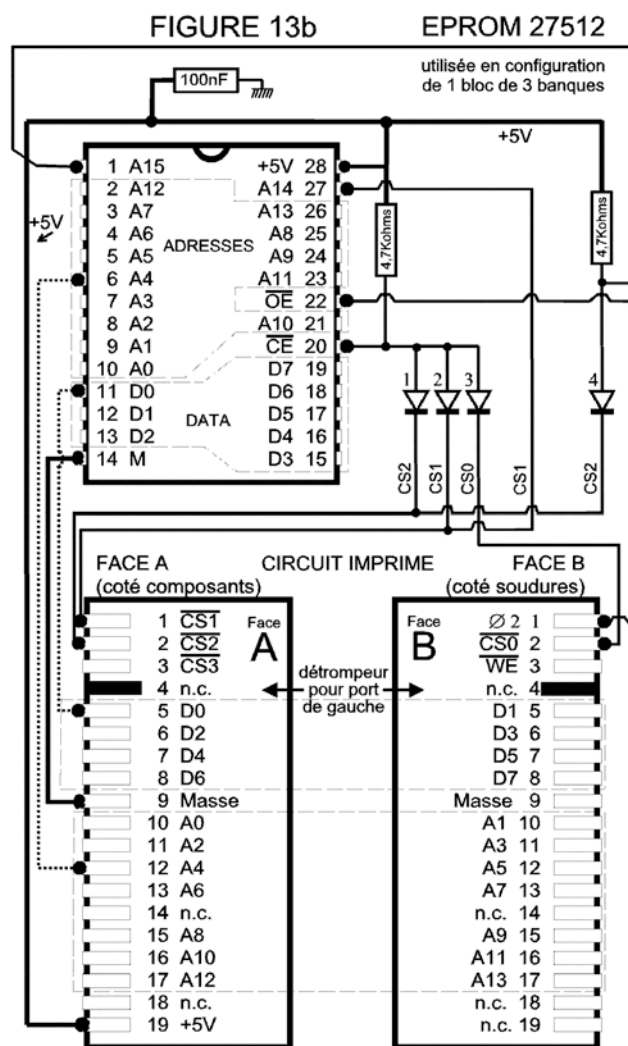 FIGURE 13b EPROM 27512
utilisée en configuration
de 1 bloc de 3 banques
100nF
+5V
+5V
1 A15 +5V 28
2 A12 A14 27
3 A7 A13 26
4 A6 A8 25
5 A5 A9 24
6 A4 A11 23
7 A3 OE 22
8 A2 A10 21
9 A1 CE 20
10 A0 D7 19
11 D0 D6 18
12 D1 D5 17
13 D2 D4 16
14 M D3 15
ADRESSES
DATA
4,7Kohms
4,7Kohms
1 2 3 4
CS2 CS1 CS0 CS1 CS2
FACE A CIRCUIT IMPRIME FACE B
(coté composants) (coté soudures)
1 CS1 Face
2 CS2 A
3 CS3
4 n.c.
5 D0
6 D2
7 D4
8 D6
9 Masse
10 A0
11 A2
12 A4
13 A6
14 n.c.
15 A8
16 A10
17 A12
18 n.c.
19 +5V
détrompeur
pour port
de gauche
Face Ø 2 1
B CS0 2
WE 3
n.c. 4
D1 5
D3 6
D5 7
D7 8
Masse 9
A1 10
A3 11
A5 12
A7 13
n.c. 14
A9 15
A11 16
A13 17
n.c. 18
n.c. 19